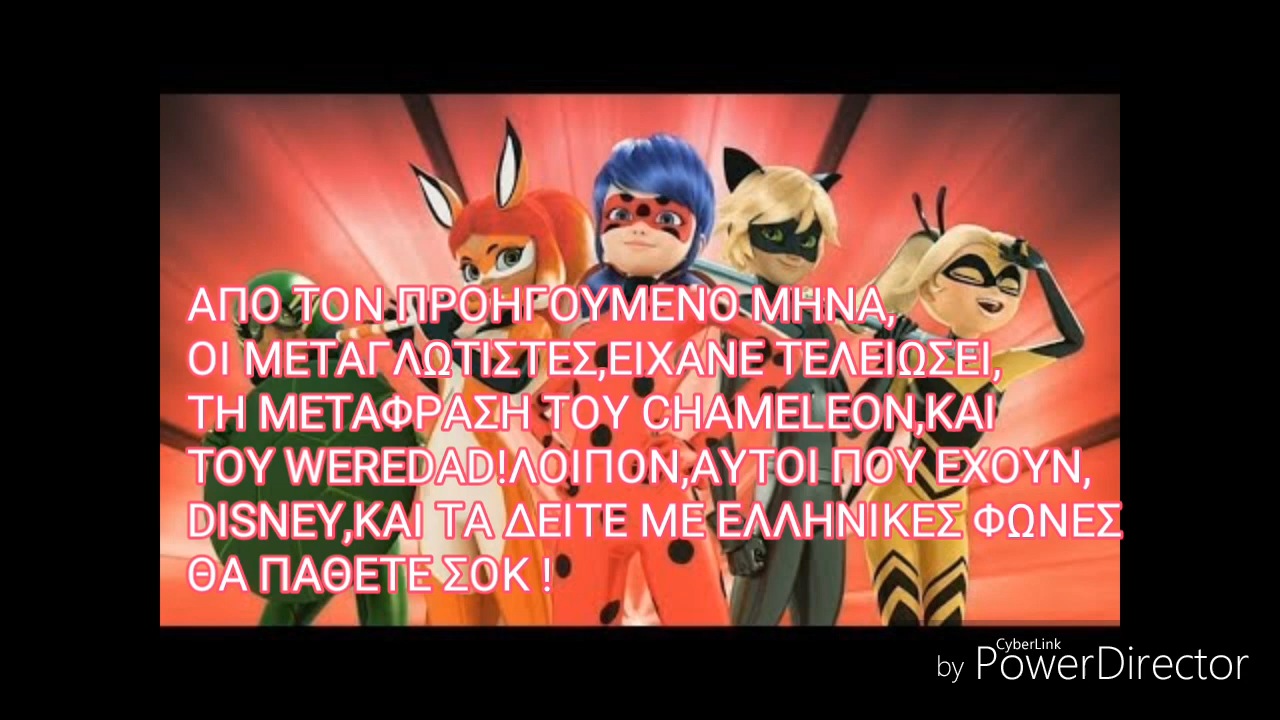 ΑΠΟ ΤΟΝ ΠΡΟΗΓΟΥΜΕΝΟ ΜΗΝΑ,
ΟΙ ΜΕΤΑΓΛΩΤΙΣΤΕΣ,ΕΙΧΑΝΕ ΤΕΛΕΙΩΣΕΙ,
ΤΗ ΜΕΤΑΦΡΑΣΗ ΤΟΥ CHAMELEON,ΚΑΙ
ΤΟΥ WEREDAD!ΛΟΙΠΟΝ,ΑΥΤΟΙ ΠΟΥ ΕΧΟΥΝ,
DISNEY,ΚΑΙ ΤΑ ΔΕΙΤΕ ΜΕ ΕΛΛΗΝΙΚΕΣ ΦΩΝΕΣ
ΘΑ ΠΑΘΕΤΕ ΣΟΚ !
CyberLink
by PowerDirector